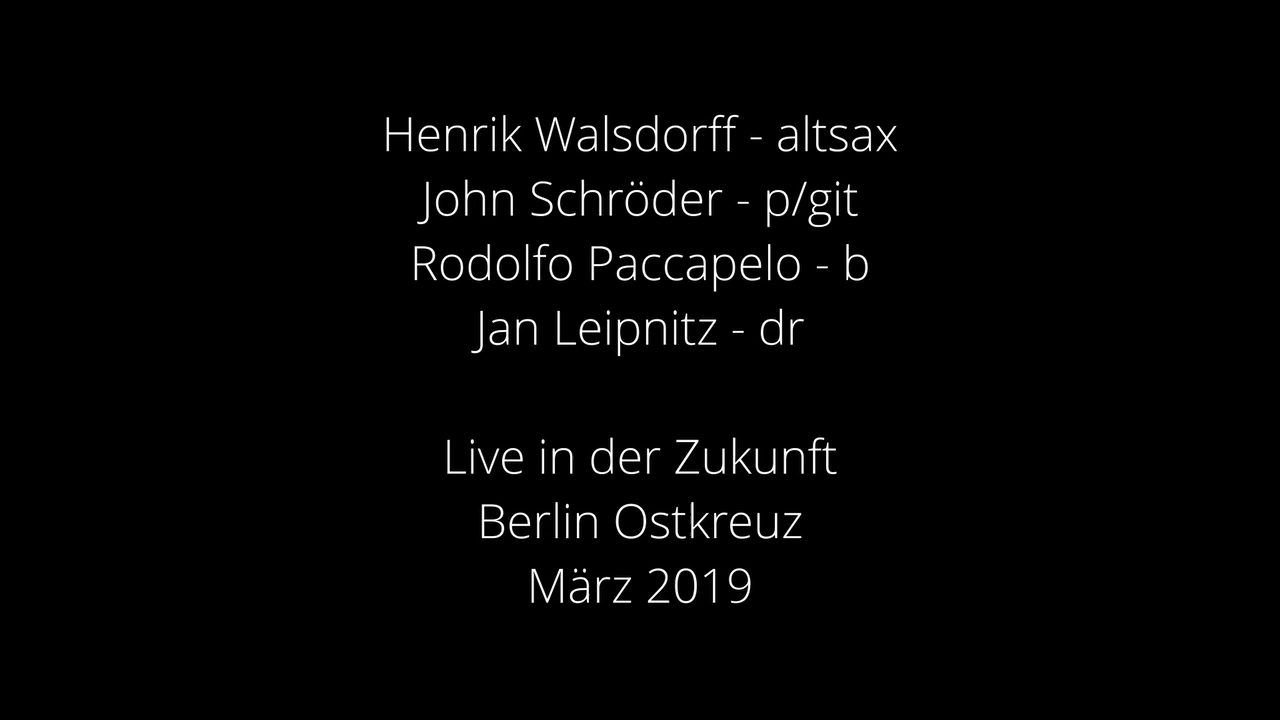 Henrik Walsdorff - altsax
John Schröder - p/git
Rodolfo Paccapelo - b
Jan Leipnitz - dr
Live in der Zukunft
Berlin Ostkreuz
März 2019